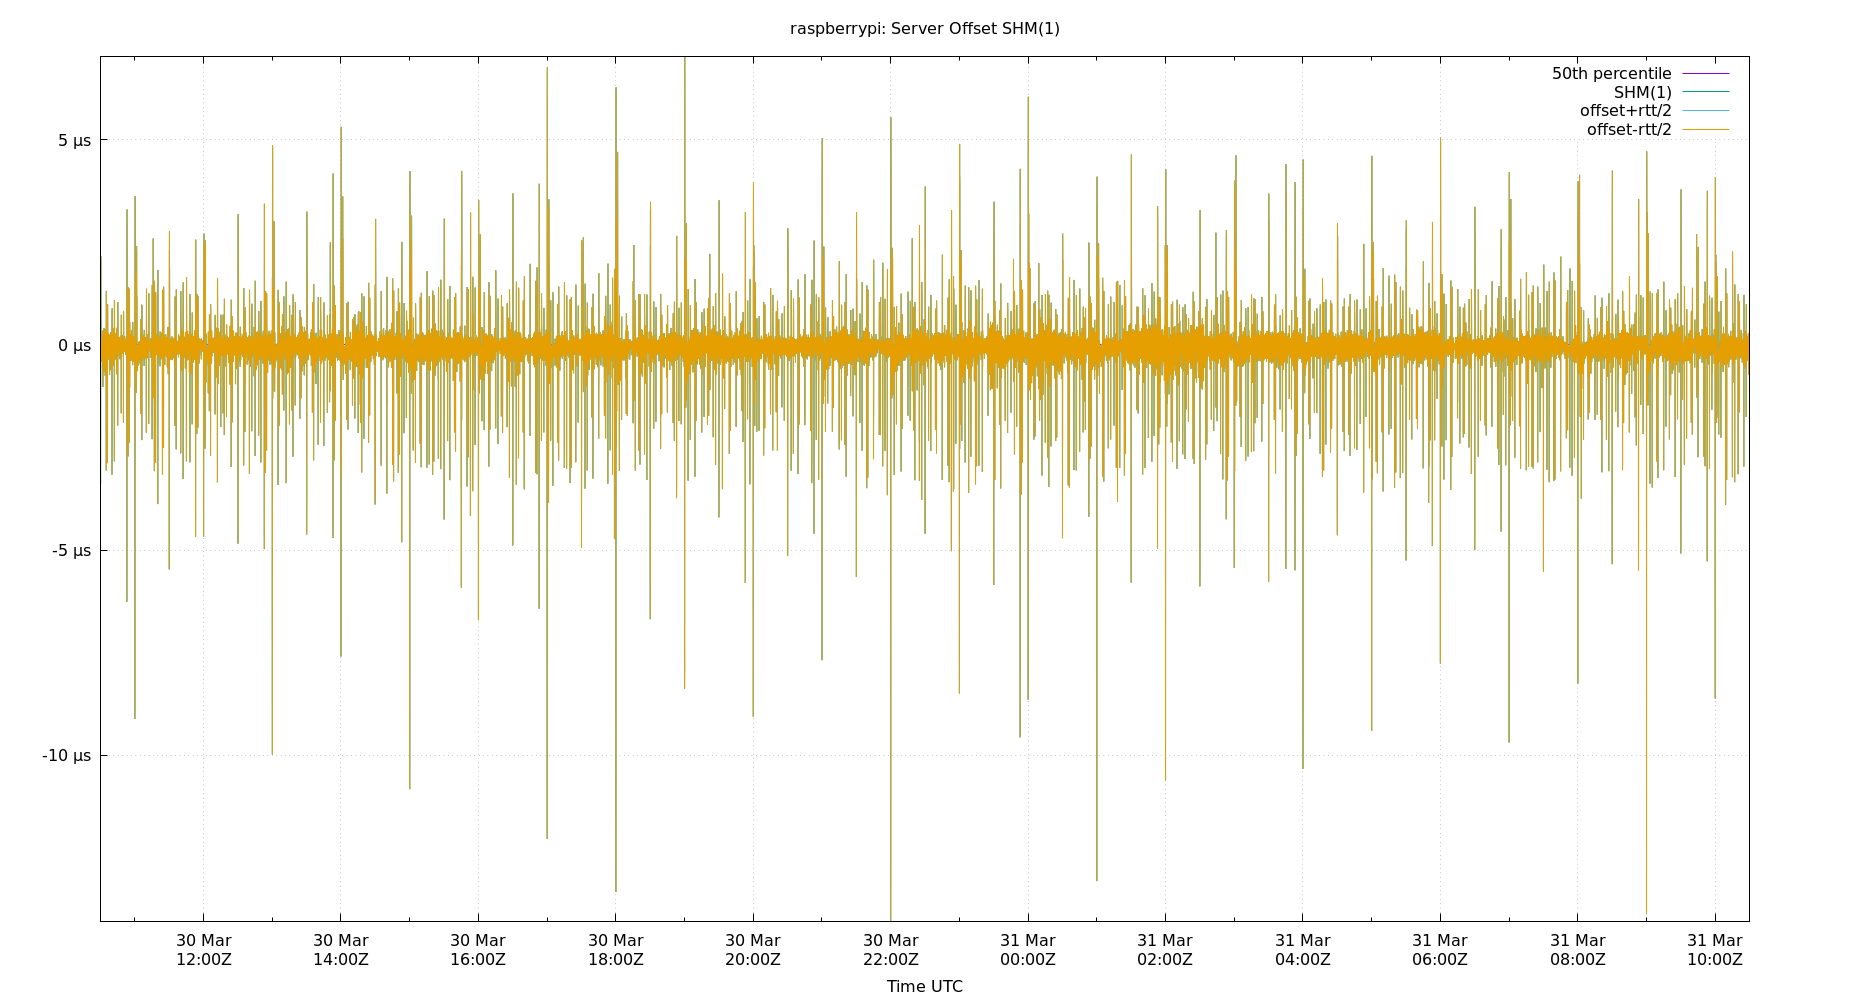 raspberrypi: Server Offset SHM(1)
50th percentile
SHM(1)
offset+rtt/2
offset-rtt/2
5 µs
0 µs
-5 µs
-10 µs
30 Mar 30 Mar 30 Mar 30 Mar 30 Mar 30 Mar 31 Mar 31 Mar 31 Mar 31 Mar 31 Mar 31 Mar
12:00Z 14:00Z 16:00Z 18:00Z 20:00Z 22:00Z 00:00Z 02:00Z 04:00Z 06:00Z 08:00Z 10:00Z
Time UTC